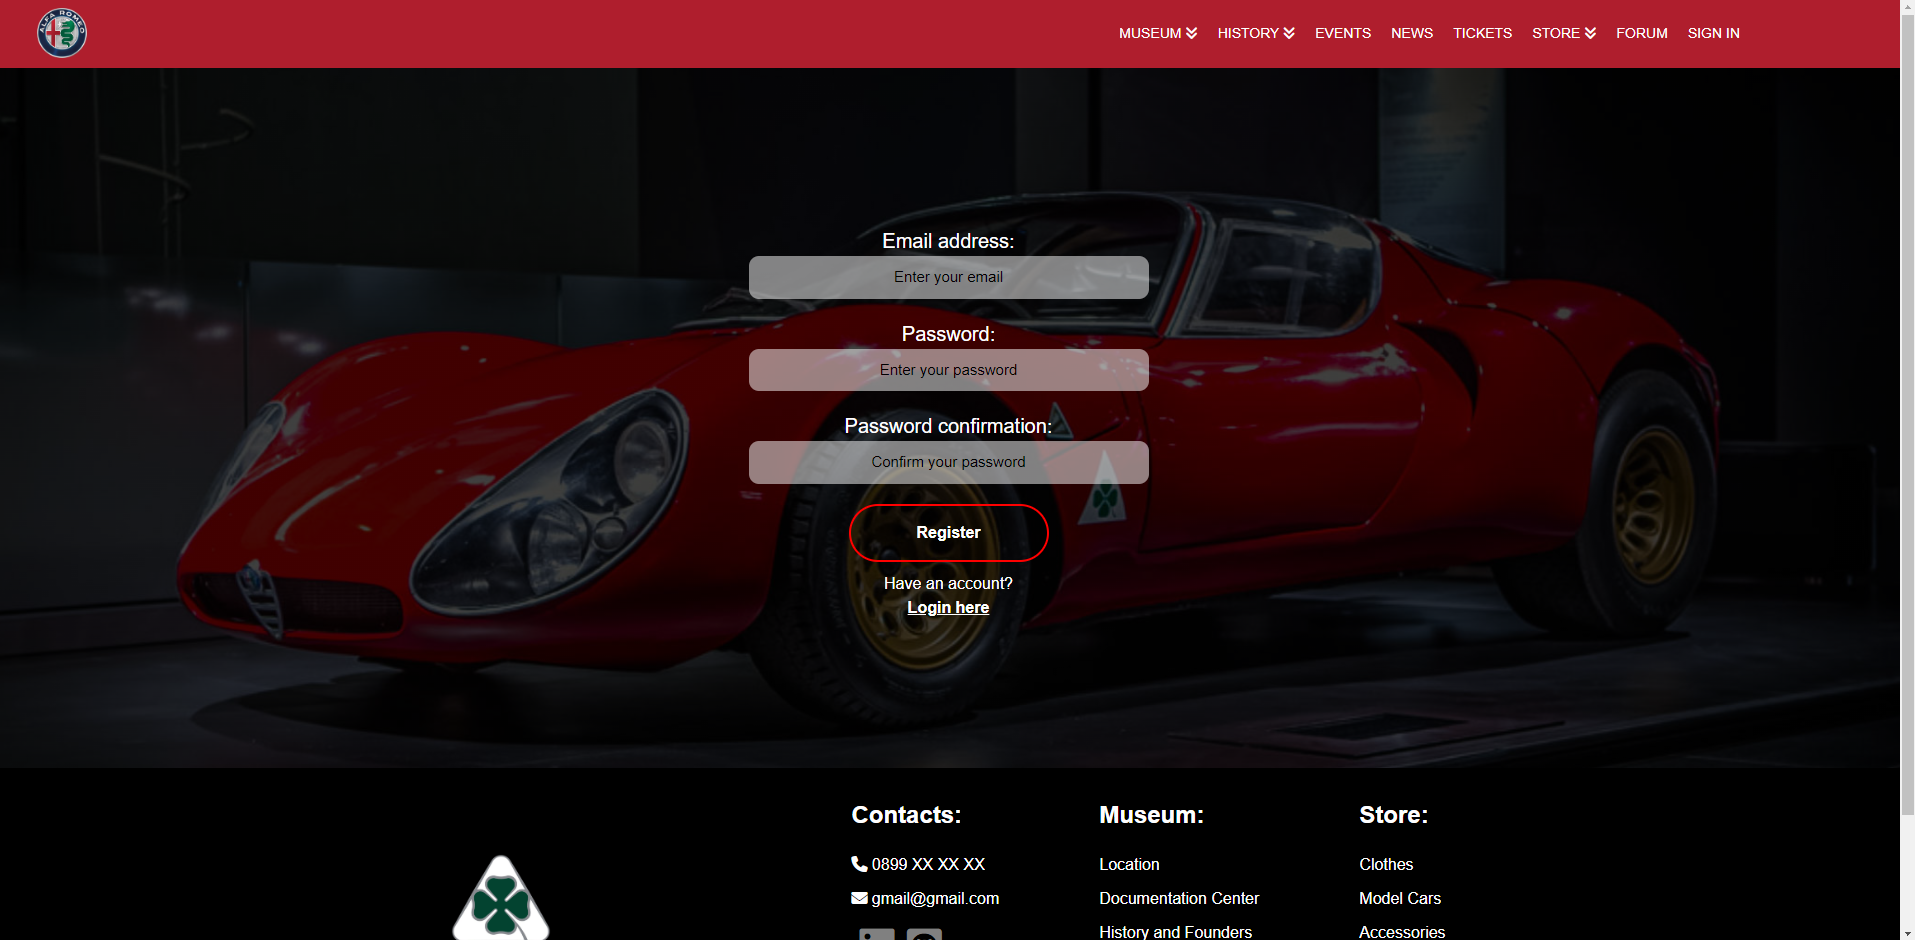 ALFA ROMEO
MUSEUM HISTORY EVENTS NEWS TICKETS STORE FORUM SIGN IN
Email address:
Enter your email
Password:
Enter your password
Password confirmation:
Confirm your password
Register
Have an account?
Login here
Contacts:
0899 XX XX XX
gmail@gmail.com
Museum:
Location
Documentation Center
History and Founders
Store:
Clothes
Model Cars
Accessories